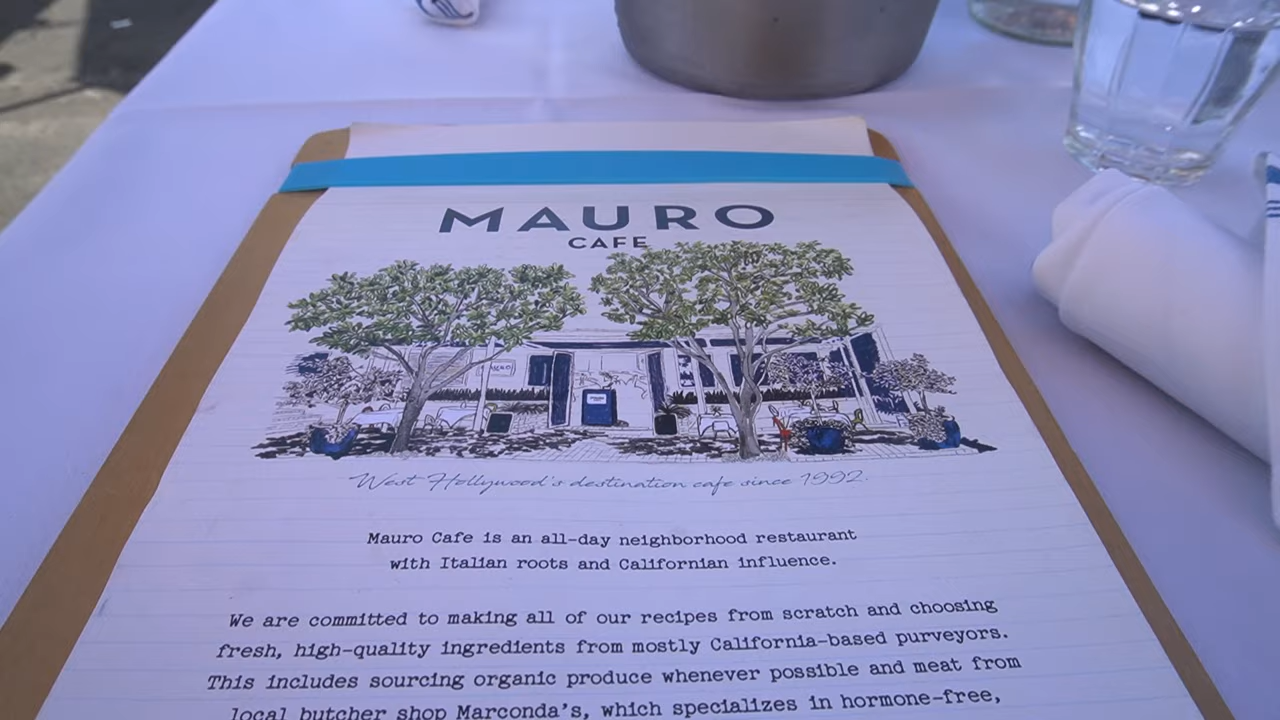 MAURO
CAFE
MAURO
West Hollywood's destination cafe since 1992.
Mauro Cafe is an all-day neighborhood restaurant
with Italian roots and Californian influence.
We are committed to making all of our recipes from scratch and choosing
fresh, high-quality ingredients from mostly California-based purveyors.
This includes sourcing organic produce whenever possible and meat from
local butcher shop Marconda's, which specializes in hormone-free,